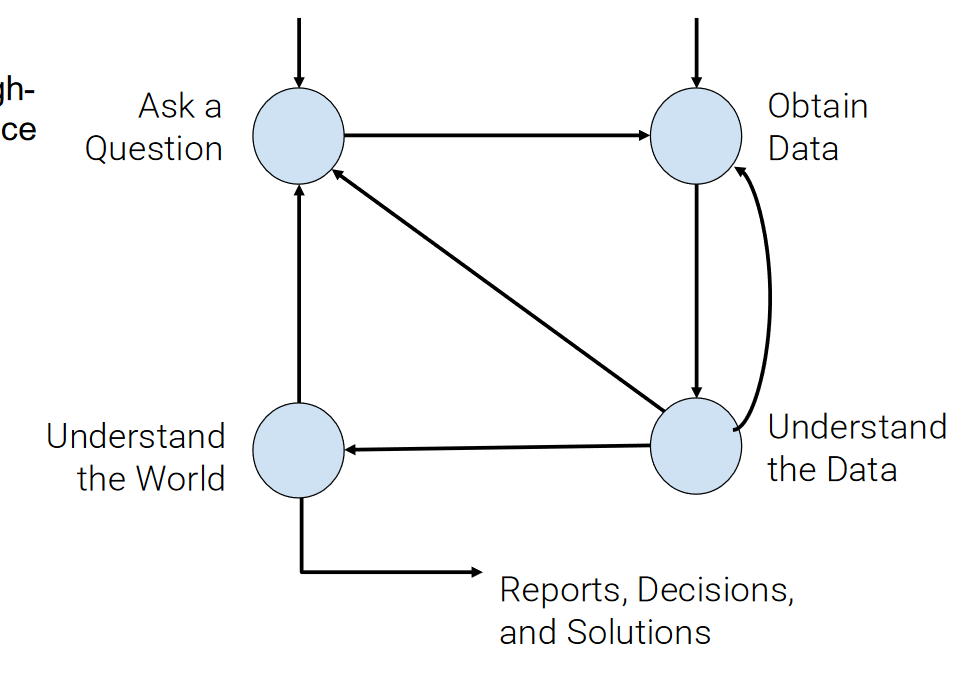 gh-
ce
Ask a
Question
Obtain
Data
Understand
the World
Understand
the Data
Reports, Decisions,
and Solutions